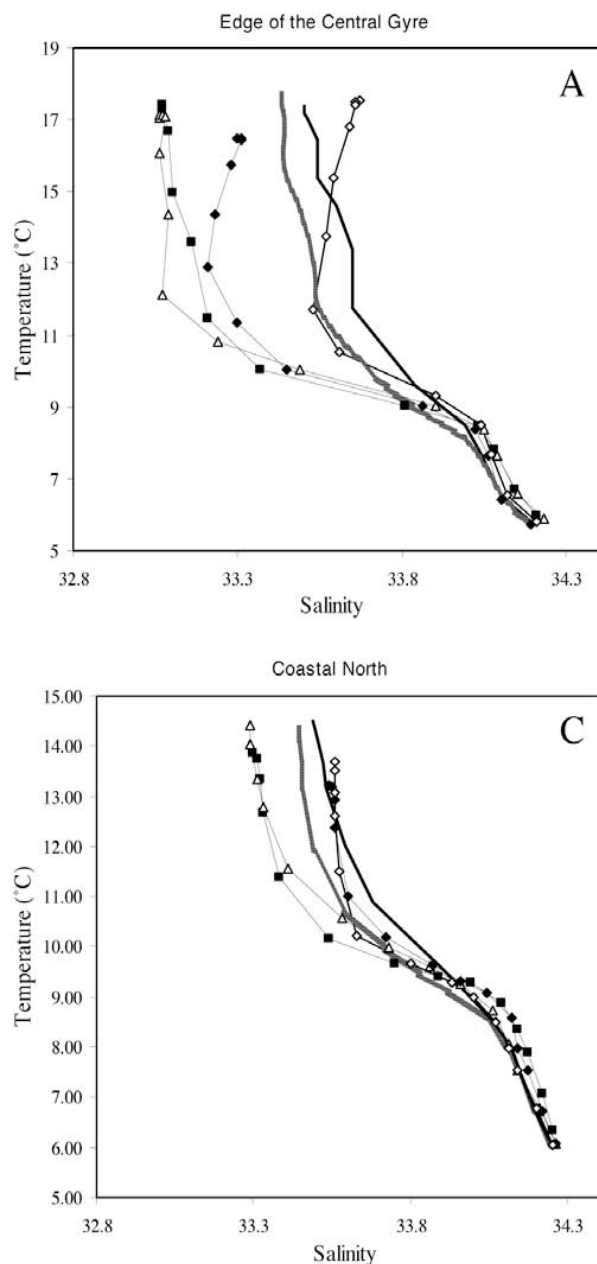 Edge of the Central Gyre
19
A
17
15
13
11
9
7
5
Temperature (˚C)
32.8 33.3 33.8 34.3
Salinity
Coastal North
15.00
C
14.00
13.00
12.00
11.00
10.00
9.00
8.00
7.00
6.00
5.00
Temperature (˚C)
32.8 33.3 33.8 34.3
Salinity